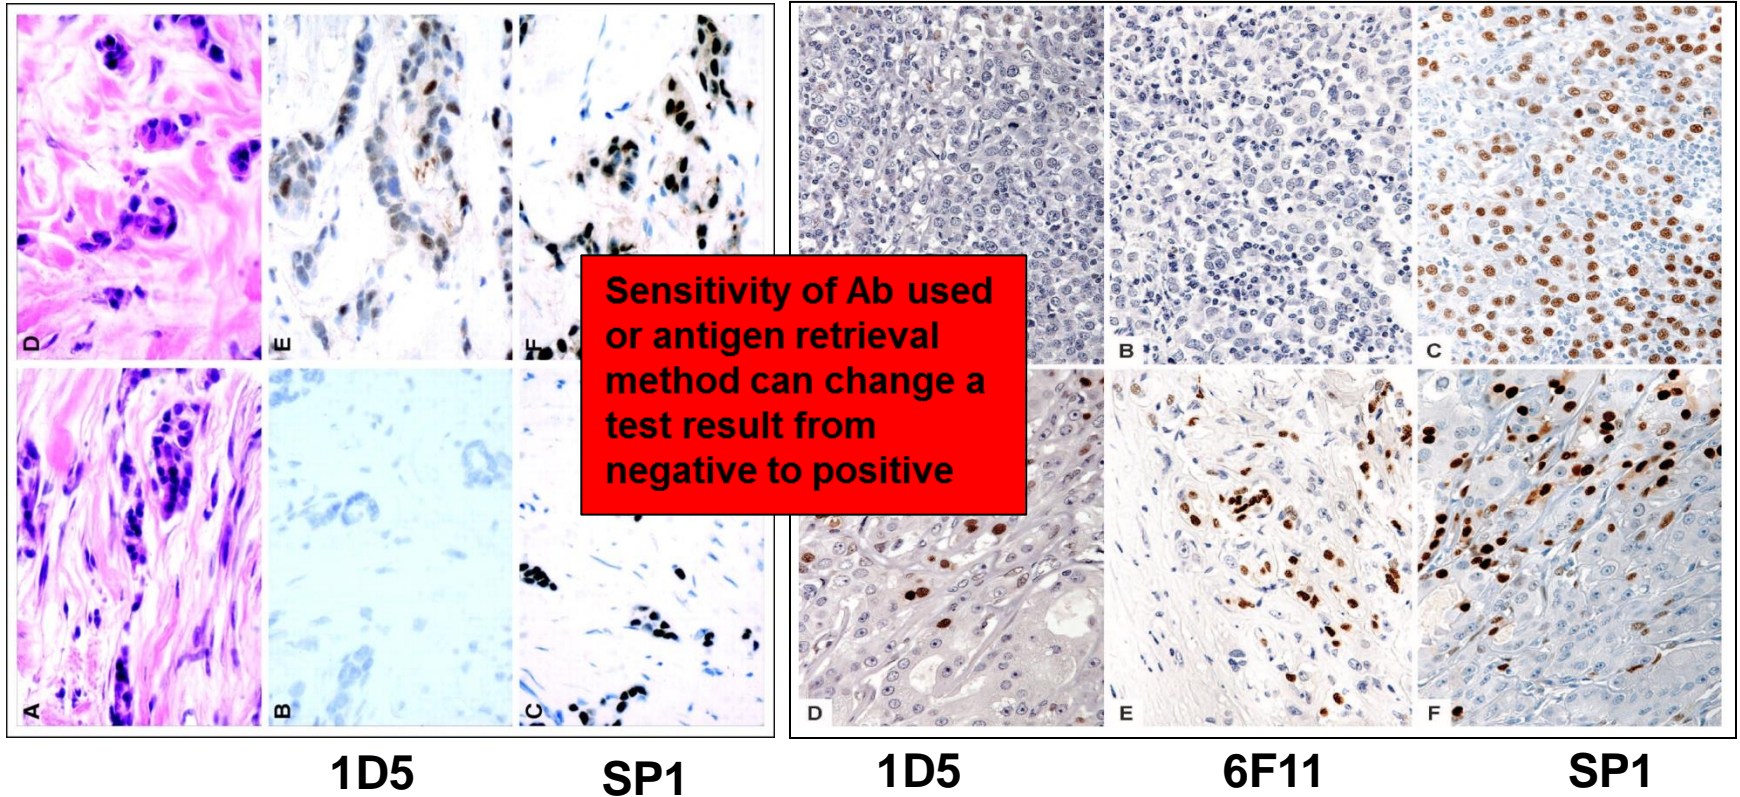 D
E
F
A
B
C
B
C
D
E
F
Sensitivity of Ab used
or antigen retrieval
method can change a
test result from
negative to positive
1D5
SP1
1D5
6F11
SP1